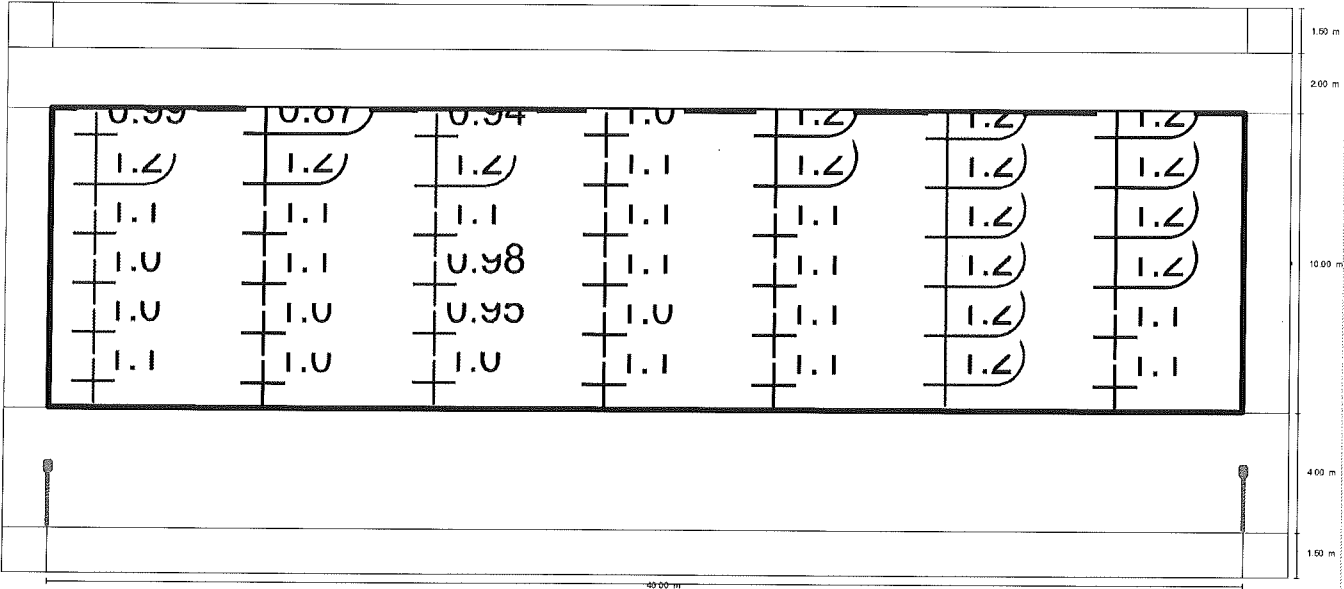 1.50 m
2.00 m
0.99 0.87 0.94 1.0 1.2 1.2 1.2
1.2 1.2 1.2 1.1 1.2 1.2 1.2
1.1 1.1 1.1 1.1 1.1 1.2 1.2
1.0 1.1 0.98 1.1 1.1 1.2 1.2
10.00 m
1.0 1.0 0.95 1.0 1.1 1.2 1.1
1.1 1.0 1.0 1.1 1.1 1.2 1.1
4.00 m
1.50 m
40.00 m